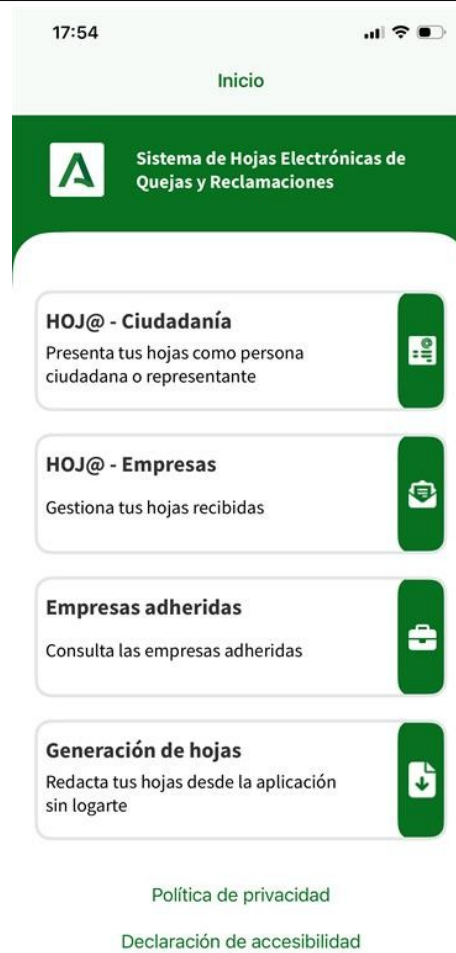 17:54
Inicio
Sistema de Hojas Electrónicas de
Quejas y Reclamaciones
HOJ@ - Ciudadanía
Presenta tus hojas como persona
ciudadana o representante
HOJ@ - Empresas
Gestiona tus hojas recibidas
Empresas adheridas
Consulta las empresas adheridas
Generación de hojas
Redacta tus hojas desde la aplicación
sin logarte
Política de privacidad
Declaración de accesibilidad